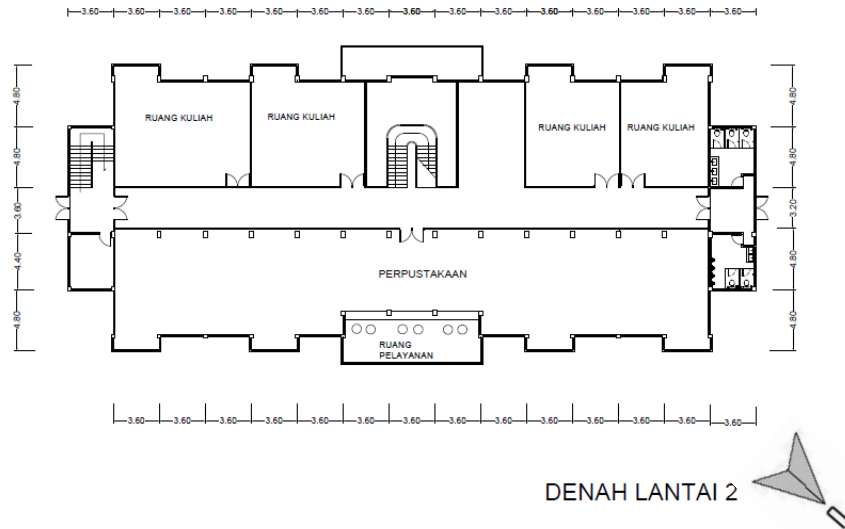 3.60 3.60 3.60 3.60 3.60 3.60 3.60 3.60 3.60 3.60 3.60 3.60 3.60 3.60 3.60
4.80 4.80
RUANG KULIAH RUANG KULIAH RUANG KULIAH RUANG KULIAH
4.80 4.80
3.60 3.20
4.40 4.80
PERPUSTAKAAN
4.80 4.80
RUANG
PELAYANAN
3.60 3.60 3.60 3.60 3.60 3.60 3.60 3.60 3.60 3.60 3.60 3.60 3.60 3.60
DENAH LANTAI 2